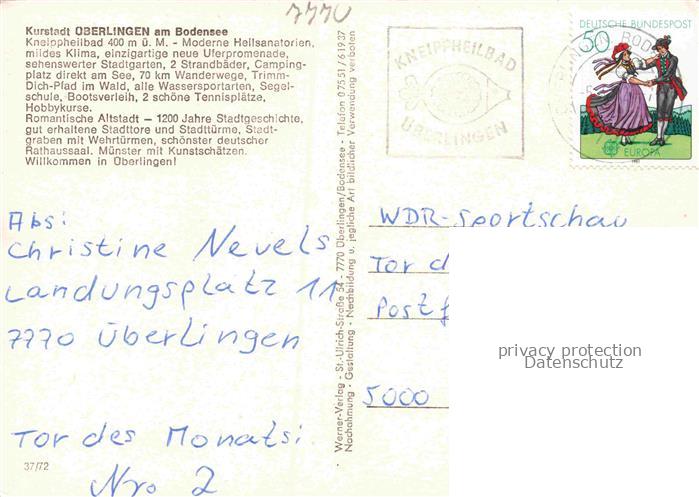 7770
Kurstadt ÜBERLINGEN am Bodensee
Kneippheilbad 400 m ü. M. - Moderne Heilsanatorien,
mildes Klima, einzigartige neue Uferpromenade,
sehenswerter Stadtgarten, 2 Strandbäder, Camping-
platz direkt am See, 70 km Wanderwege, Trimm-
Dich-Pfad im Wald, alle Wassersportarten, Segel-
schule, Bootsverleih, 2 schöne Tennisplätze,
Hobbykurse.
Romantische Altstadt — 1200 Jahre Stadtgeschichte,
gut erhaltene Stadttore und Stadttürme, Stadt-
graben mit Wehrtürmen, schönster deutscher
Rathaussaal. Münster mit Kunstschätzen.
Willkommen in Überlingen!
Abs:
Christine Nevels
Landungsplatz 11
7770 Überlingen
Tor des Monats:
Nro 2
37/72
Werner-Verlag - St.-Ulrich-Straße 54 - 7770 Überlingen/Bodensee - Telefon 07551/61937
Nachahmung - Gestaltung - Nachbildung u. jegliche Art bildlicher Verwendung verboten
KNEIPPHEILBAD
ÜBERLINGEN
DEUTSCHE BUNDESPOST
50
EUROPA
1981
WDR-Sportschau
Tor d
Postf
5000
privacy protection
Datenschutz